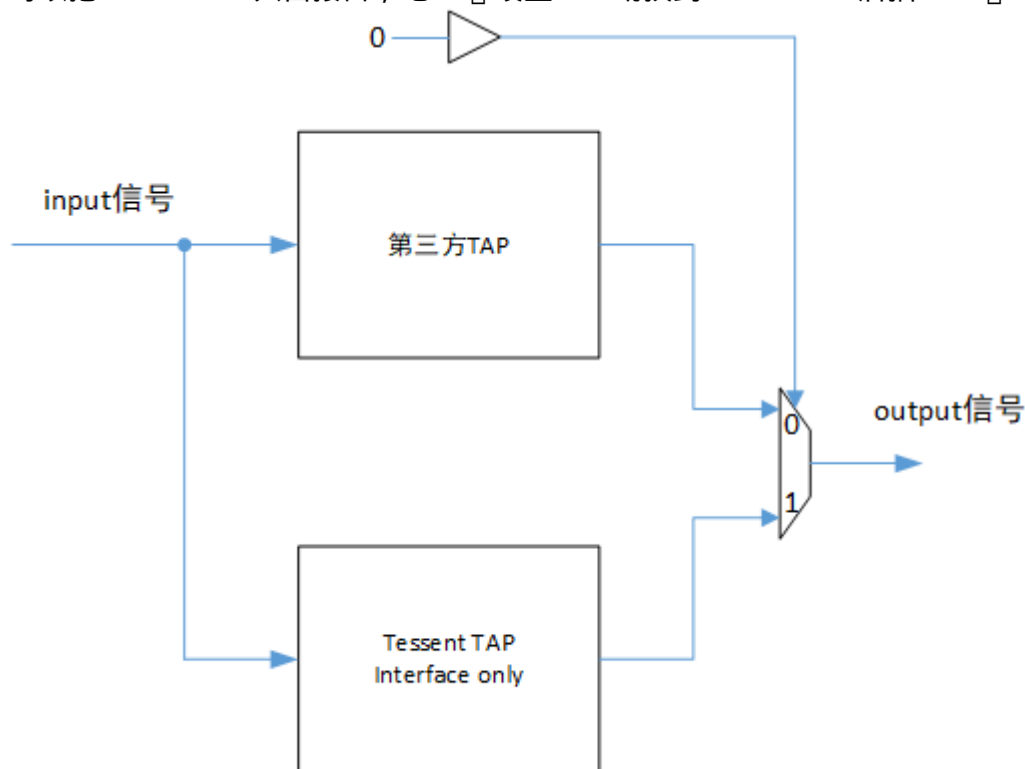 0
input信号
第三方TAP
0
output信号
1
Tessent TAP
Interface only